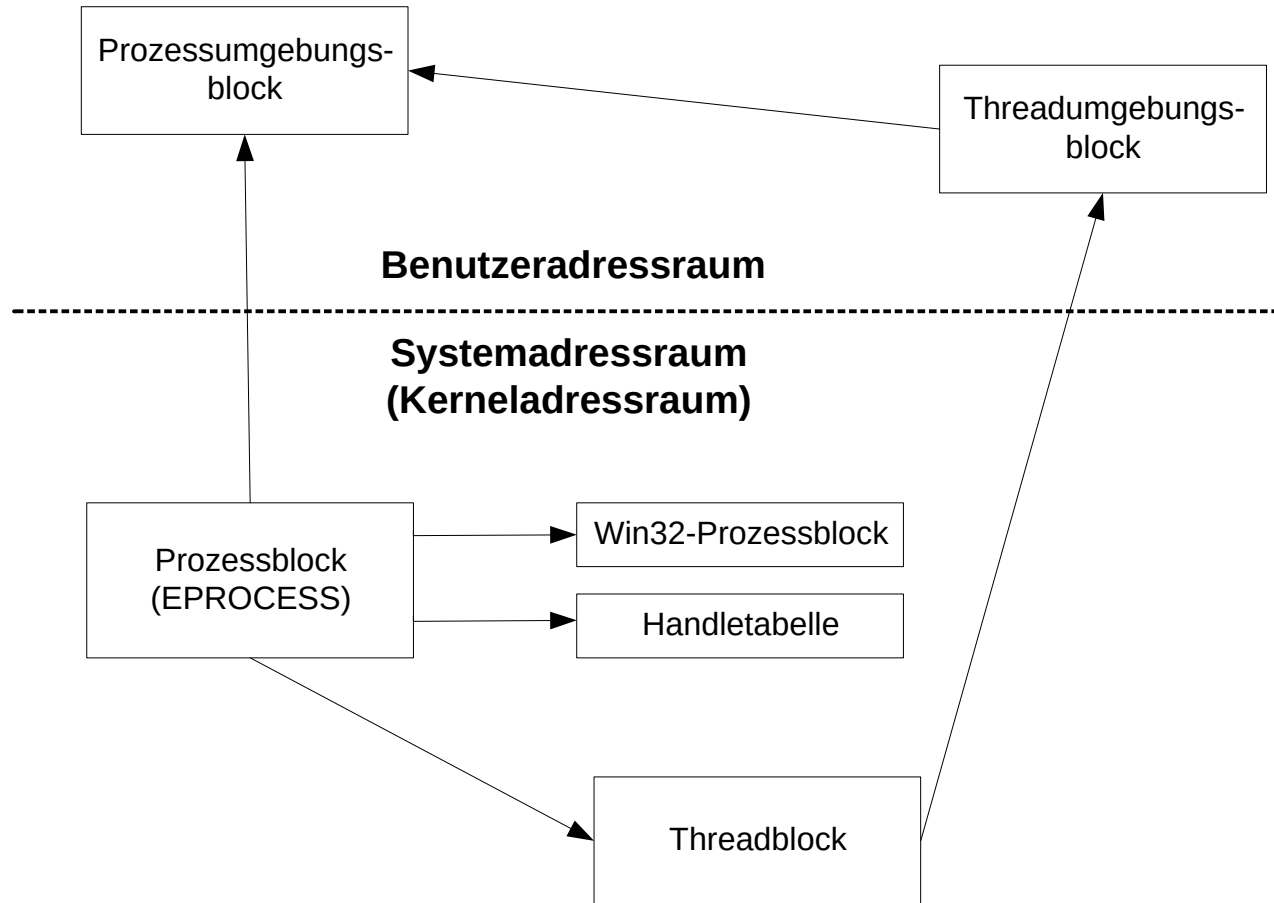 Prozessumgebungs-
block
Threadumgebungs-
block
Benutzeradressraum
Systemadressraum
(Kerneladressraum)
Prozessblock
(EPROCESS)
Win32-Prozessblock
Handletabelle
Threadblock